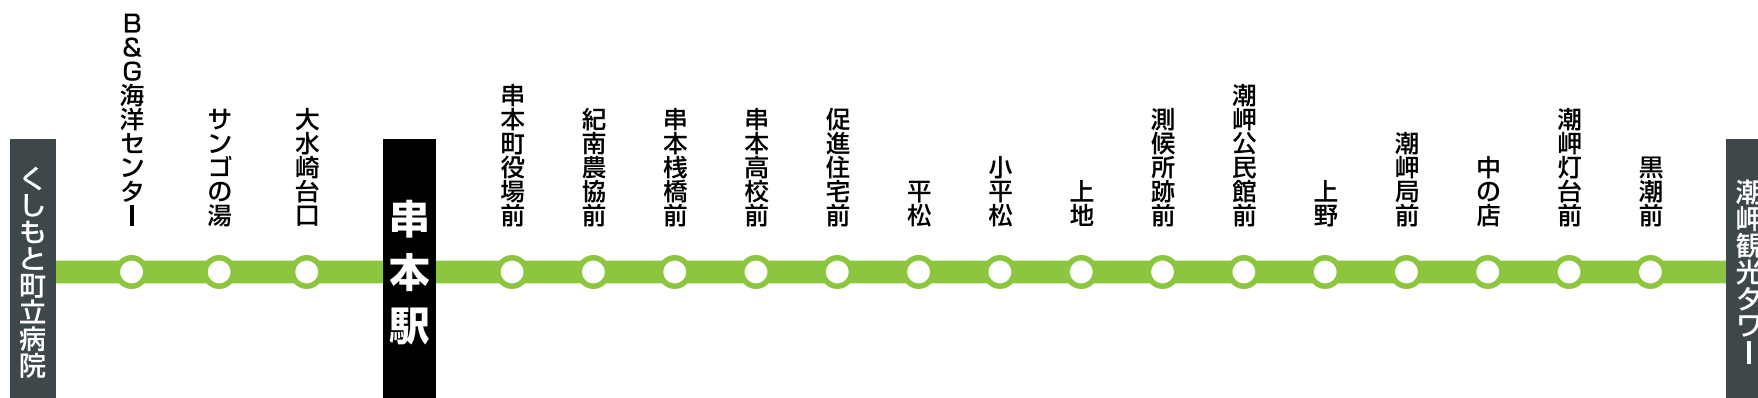 くしもと町立病院
B&G海洋センター
サンゴの湯
大水崎台口
串本駅
串本町役場前
紀南農協前
串本桟橋前
串本高校前
促進住宅前
平松
小平松
上地
測候所跡前
潮岬公民館前
上野
潮岬局前
中の店
潮岬灯台前
黒潮前
潮岬観光タワー